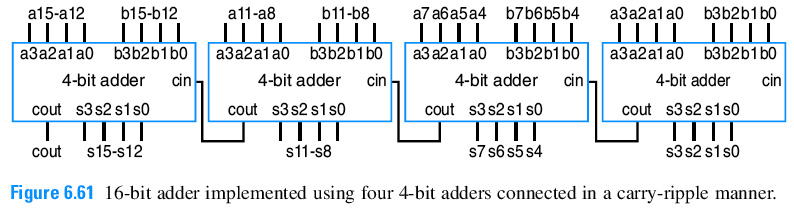 a15-a12 b15-b12 a11-a8 b11-b8 a7a6a5a4 b7b6b5b4 a3a2a1a0 b3b2b1b0
a3a2a1a0 b3b2b1b0 a3a2a1a0 b3b2b1b0 a3a2a1a0 b3b2b1b0 a3a2a1a0 b3b2b1b0
4-bit adder cin 4-bit adder cin 4-bit adder cin 4-bit adder cin
cout s3s2s1s0 cout s3s2s1s0 cout s3s2s1s0 cout s3s2s1s0
cout s15-s12 s11-s8 s7s6s5s4 s3s2s1s0
Figure 6.61 16-bit adder implemented using four 4-bit adders connected in a carry-ripple manner.